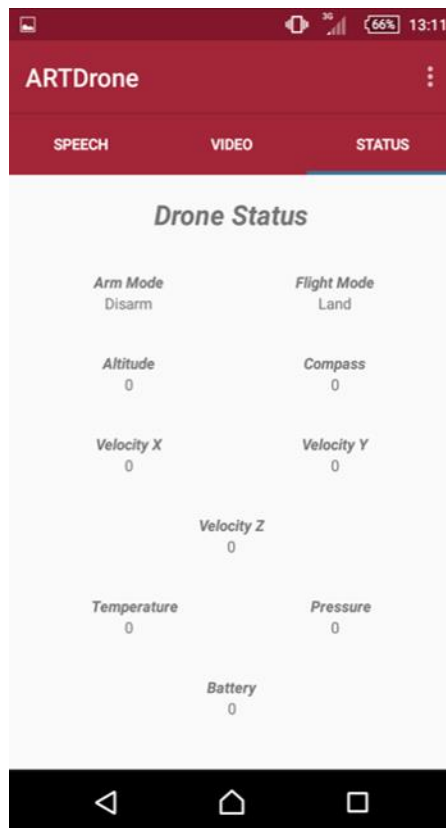 3G 66% 13:11
ARTDrone
SPEECH VIDEO STATUS
Drone Status
Arm Mode Flight Mode
Disarm Land
Altitude Compass
0 0
Velocity X Velocity Y
0 0
Velocity Z
0
Temperature Pressure
0 0
Battery
0